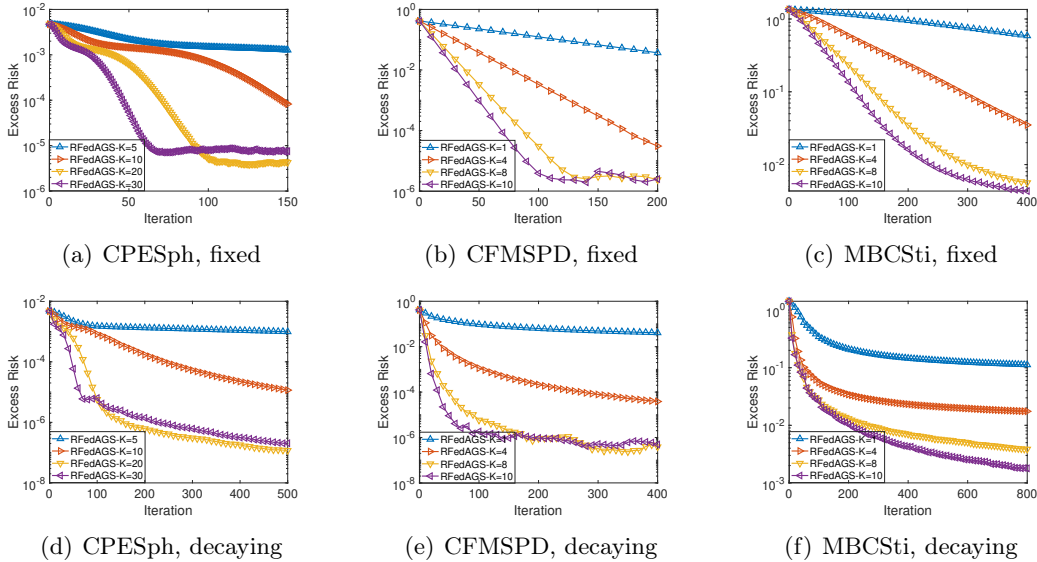 10^-2
10^-3
10^-4
10^-5
10^-6
Excess Risk
RFedAGS-K=5
RFedAGS-K=10
RFedAGS-K=20
RFedAGS-K=30
0 50 100 150
Iteration
(a) CPESph, fixed
10^0
10^-2
10^-4
10^-6
Excess Risk
RFedAGS-K=1
RFedAGS-K=4
RFedAGS-K=8
RFedAGS-K=10
0 50 100 150 200
Iteration
(b) CFMSPD, fixed
10^0
10^-1
10^-2
Excess Risk
RFedAGS-K=1
RFedAGS-K=4
RFedAGS-K=8
RFedAGS-K=10
0 100 200 300 400
Iteration
(c) MBCSti, fixed
10^-2
10^-4
10^-6
10^-8
Excess Risk
RFedAGS-K=5
RFedAGS-K=10
RFedAGS-K=20
RFedAGS-K=30
0 100 200 300 400 500
Iteration
(d) CPESph, decaying
10^0
10^-2
10^-4
10^-6
10^-8
Excess Risk
RFedAGS-K=1
RFedAGS-K=4
RFedAGS-K=8
RFedAGS-K=10
0 100 200 300 400
Iteration
(e) CFMSPD, decaying
10^0
10^-1
10^-2
10^-3
Excess Risk
RFedAGS-K=1
RFedAGS-K=4
RFedAGS-K=8
RFedAGS-K=10
0 200 400 600 800
Iteration
(f) MBCSti, decaying